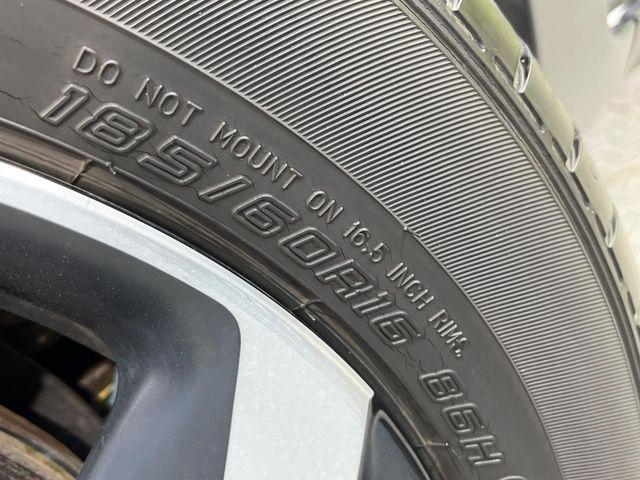 DO NOT MOUNT ON 16.5 INCH RIMS.
185/60R16 86H